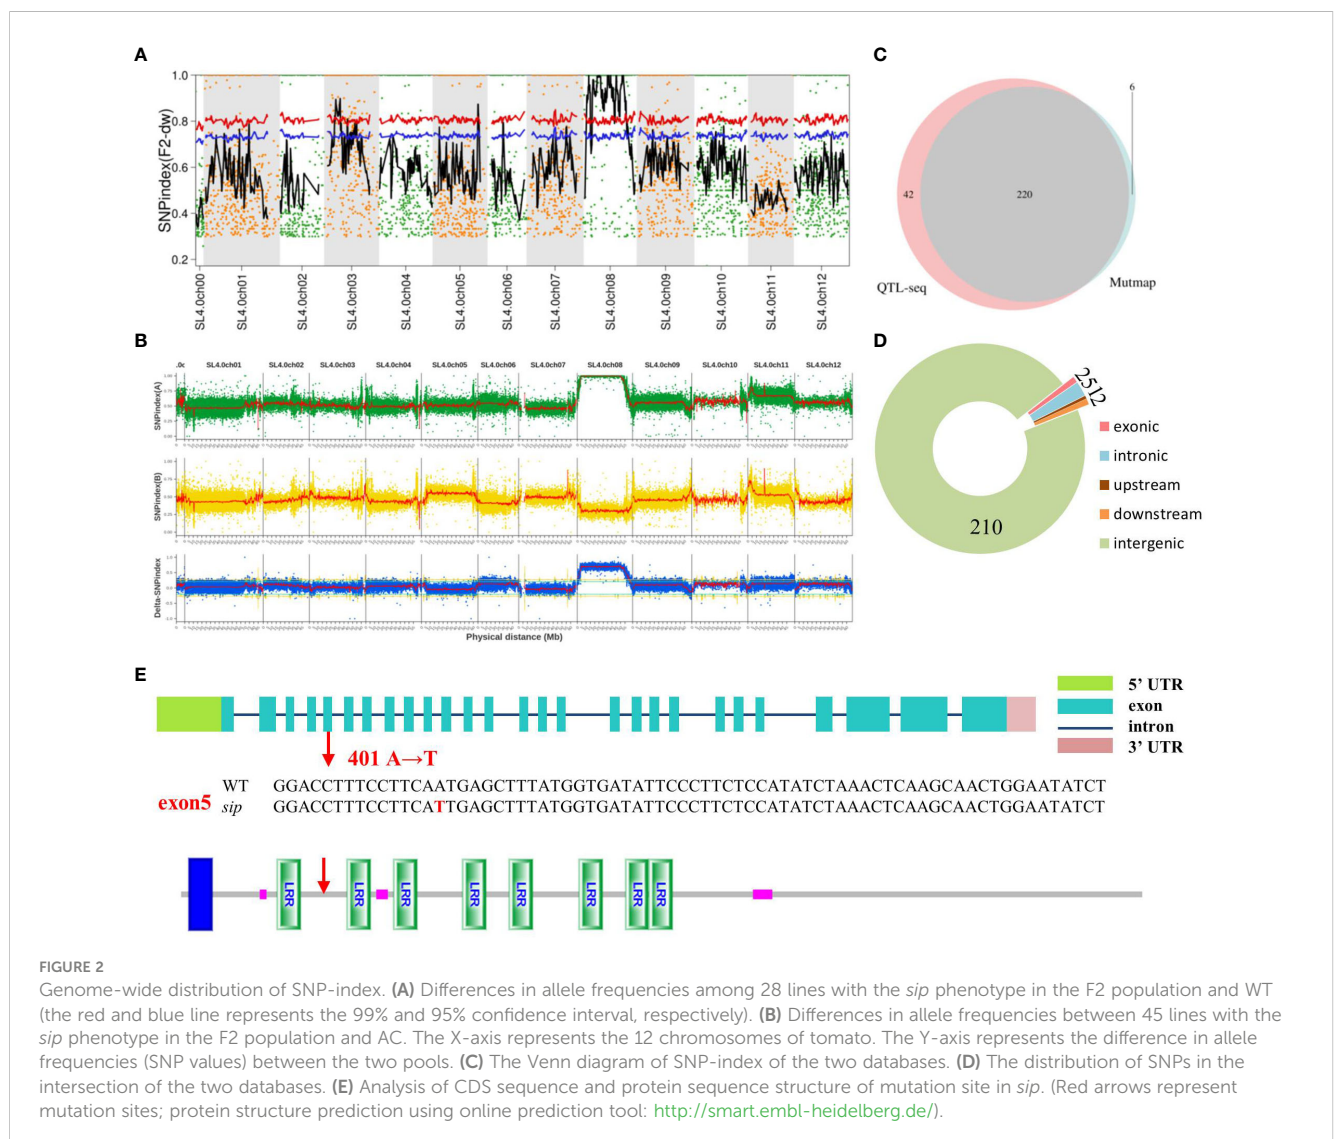 A
SNPindex(F2-dw)
1.0
0.8
0.6
0.4
0.2
SL4.0ch00
SL4.0ch01
SL4.0ch02
SL4.0ch03
SL4.0ch04
SL4.0ch05
SL4.0ch06
SL4.0ch07
SL4.0ch08
SL4.0ch09
SL4.0ch10
SL4.0ch11
SL4.0ch12
C
6
42
220
QTL-seq
Mutmap
B
SL4.0ch01 SL4.0ch02 SL4.0ch03 SL4.0ch04 SL4.0ch05 SL4.0ch06 SL4.0ch07 SL4.0ch08 SL4.0ch09 SL4.0ch10 SL4.0ch11 SL4.0ch12
SNPindex(A)
SNPindex(B)
Delta-SNPindex
Physical distance (Mb)
D
2512
210
exonic
intronic
upstream
downstream
intergenic
E
5’ UTR
exon
intron
3’ UTR
401 A→T
WT GGACCTTTCCTTCAATGAGCTTTATGGTGATATTCCCTTCTCCATATCTAAACTCAAGCAACTGGAATATCT
exon5
sip GGACCTTTCCTTCATTGAGCTTTATGGTGATATTCCCTTCTCCATATCTAAACTCAAGCAACTGGAATATCT
LRR LRR LRR LRR LRR LRR LRR LRR
FIGURE 2
Genome-wide distribution of SNP-index. (A) Differences in allele frequencies among 28 lines with the sip phenotype in the F2 population and WT
(the red and blue line represents the 99% and 95% confidence interval, respectively). (B) Differences in allele frequencies between 45 lines with the
sip phenotype in the F2 population and AC. The X-axis represents the 12 chromosomes of tomato. The Y-axis represents the difference in allele
frequencies (SNP values) between the two pools. (C) The Venn diagram of SNP-index of the two databases. (D) The distribution of SNPs in the
intersection of the two databases. (E) Analysis of CDS sequence and protein sequence structure of mutation site in sip. (Red arrows represent
mutation sites; protein structure prediction using online prediction tool: http://smart.embl-heidelberg.de/).